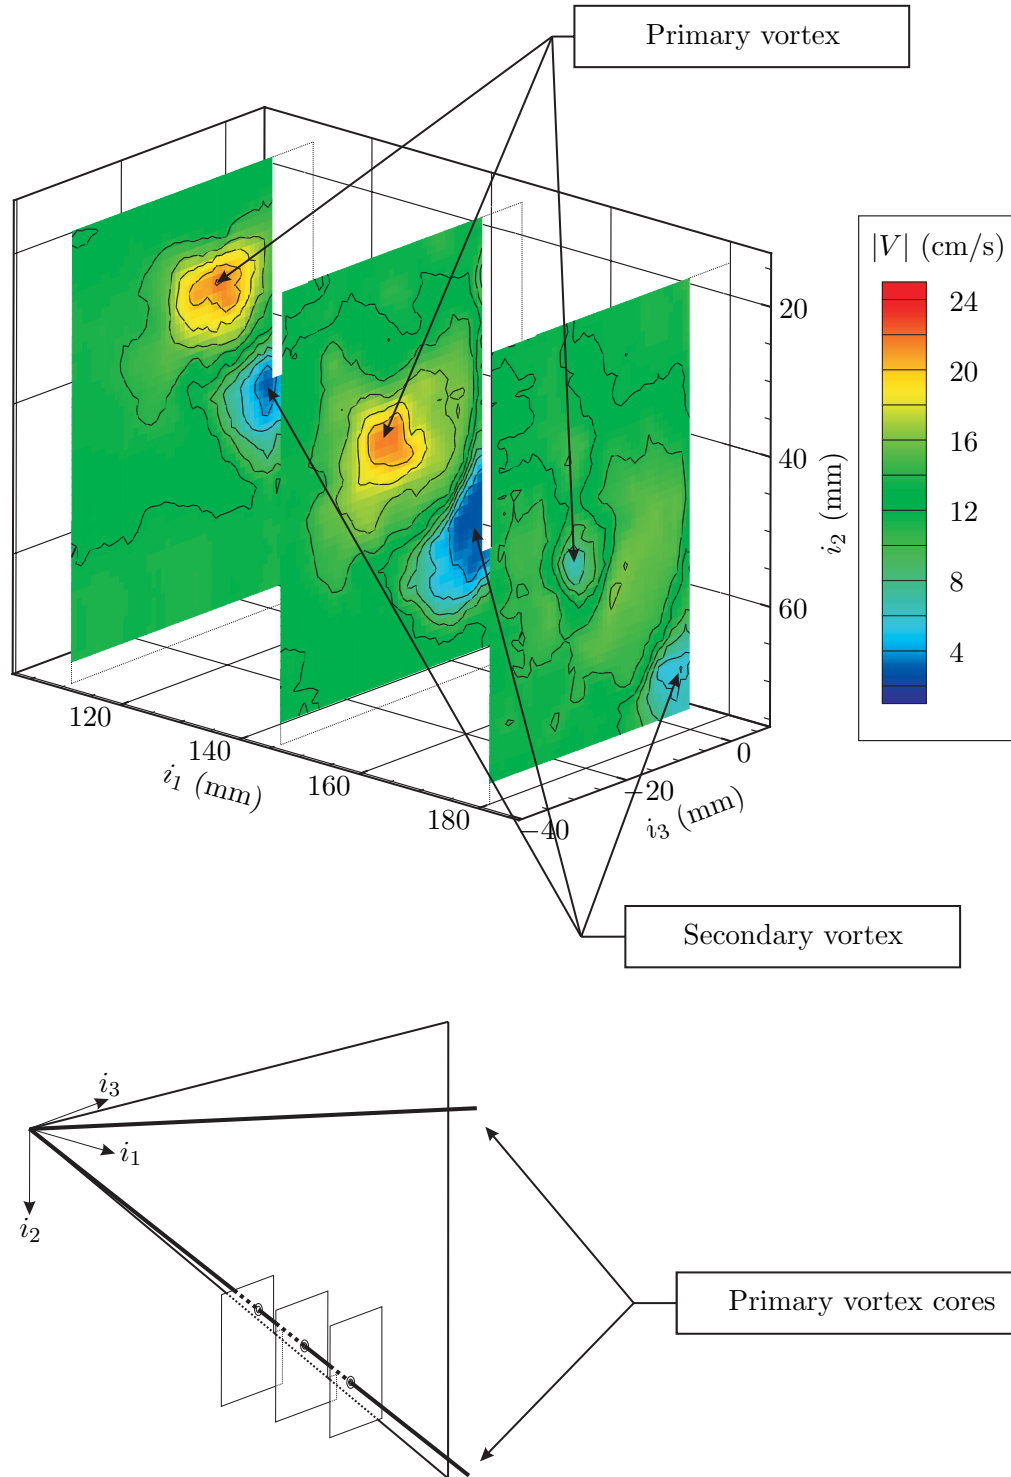 Primary vortex
|V| (cm/s)
24
20
16
12
8
4
20
40
60
i2 (mm)
120
140
160
180
i1 (mm)
−40
−20
0
i3 (mm)
Secondary vortex
i3
i1
i2
Primary vortex cores